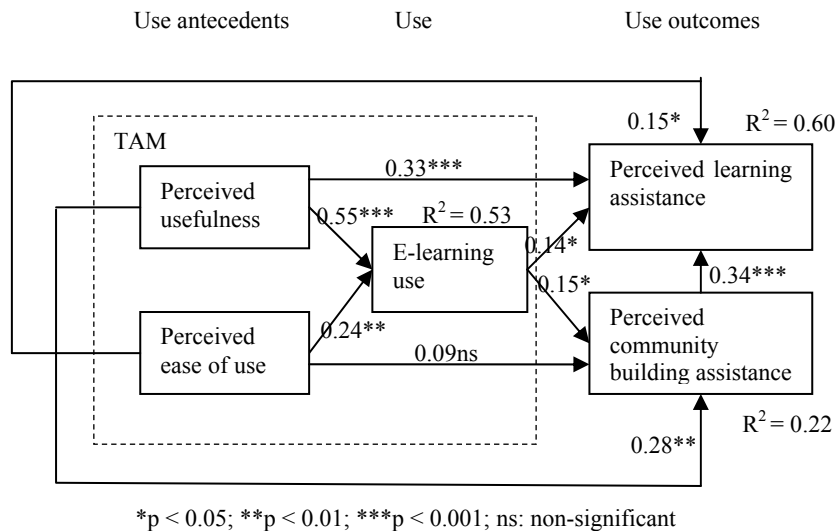 Use antecedents Use Use outcomes
0.15* R² = 0.60
TAM
0.33***
Perceived learning
assistance
Perceived
usefulness
0.55*** R² = 0.53
E-learning
use
0.14*
0.15*
0.34***
Perceived
ease of use
0.24**
0.09ns
Perceived
community
building assistance
R² = 0.22
0.28**
*p < 0.05; **p < 0.01; ***p < 0.001; ns: non-significant